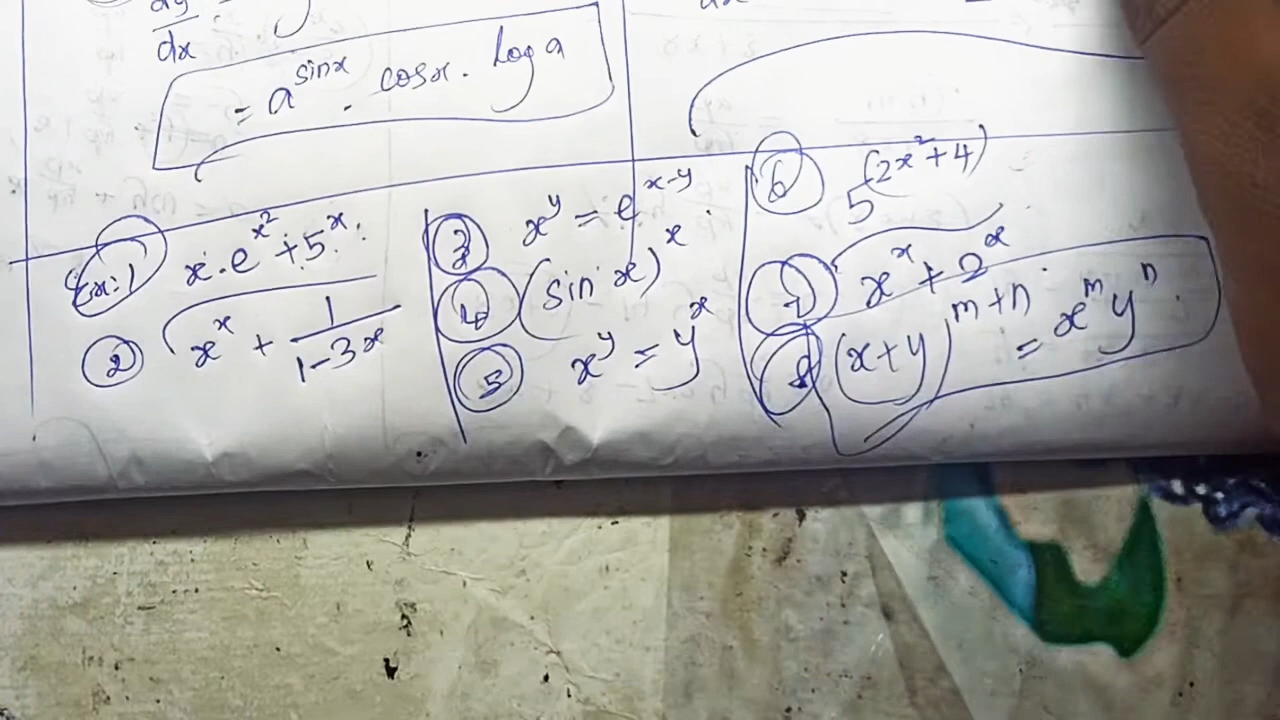 dy/dx
= a^(sinx) . cosx . log a
dx
Ex:1) x.e^(x²) + 5^x.
② x^x + 1/(1-3x)
③ x^y = e^(x-y).
④ (sin x)^x
⑤ x^y = y^x
⑥ 5^(2x²+4)
⑦ x^x + 2^x
⑧ (x+y)^(m+n) = x^m y^n.